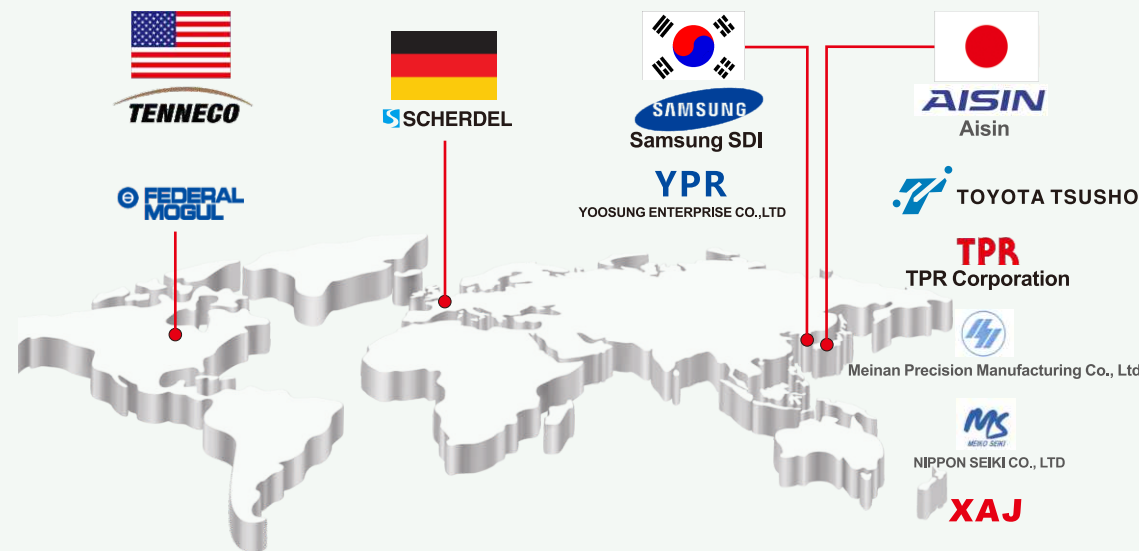 TENNECO
FEDERAL
MOGUL
SCHERDEL
SAMSUNG
Samsung SDI
YPR
YOOSUNG ENTERPRISE CO.,LTD
AISIN
Aisin
TOYOTA TSUSHO
TPR
TPR Corporation
Meinan Precision Manufacturing Co., Ltd
MS
MEIKO SEIKI
NIPPON SEIKI CO., LTD
XAJ